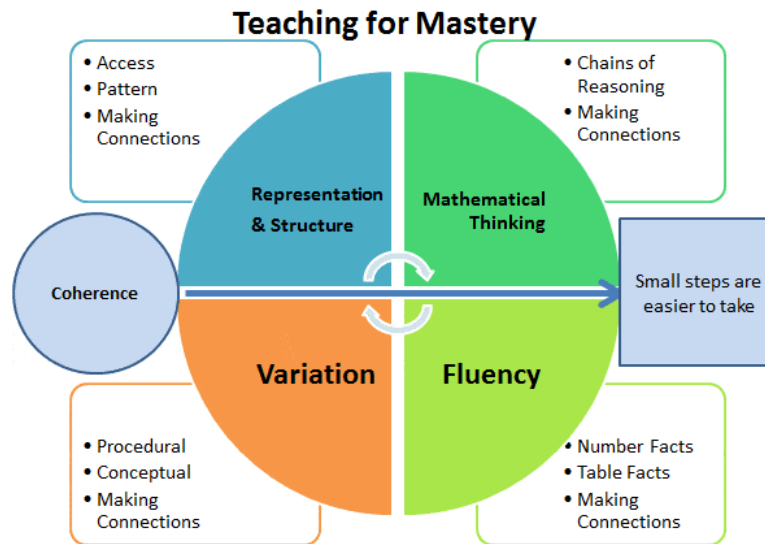 Teaching for Mastery
• Access
• Pattern
• Making
Connections
• Chains of
Reasoning
• Making
Connections
Representation
& Structure
Mathematical
Thinking
Coherence
Small steps are
easier to take
Variation
Fluency
• Procedural
• Conceptual
• Making
Connections
• Number Facts
• Table Facts
• Making
Connections